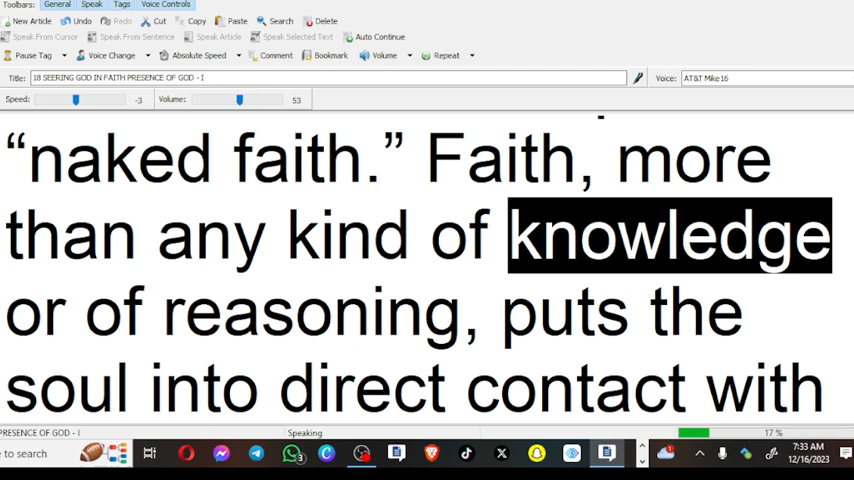 Toolbars: General Speak Tags Voice Controls
New Article Undo Redo Cut Copy Paste Search Delete
Speak From Cursor Speak From Sentence Speak Article Speak Selected Text Auto Continue
Pause Tag Voice Change Absolute Speed Comment Bookmark Volume Repeat
Title: 18 SEERING GOD IN FAITH PRESENCE OF GOD - I Voice: AT&T Mike16
Speed: -3 Volume: 53
“naked faith.” Faith, more
than any kind of knowledge
or of reasoning, puts the
soul into direct contact with
PRESENCE OF GOD - I Speaking 17 %
e to search 3 7:33 AM
12/16/2023